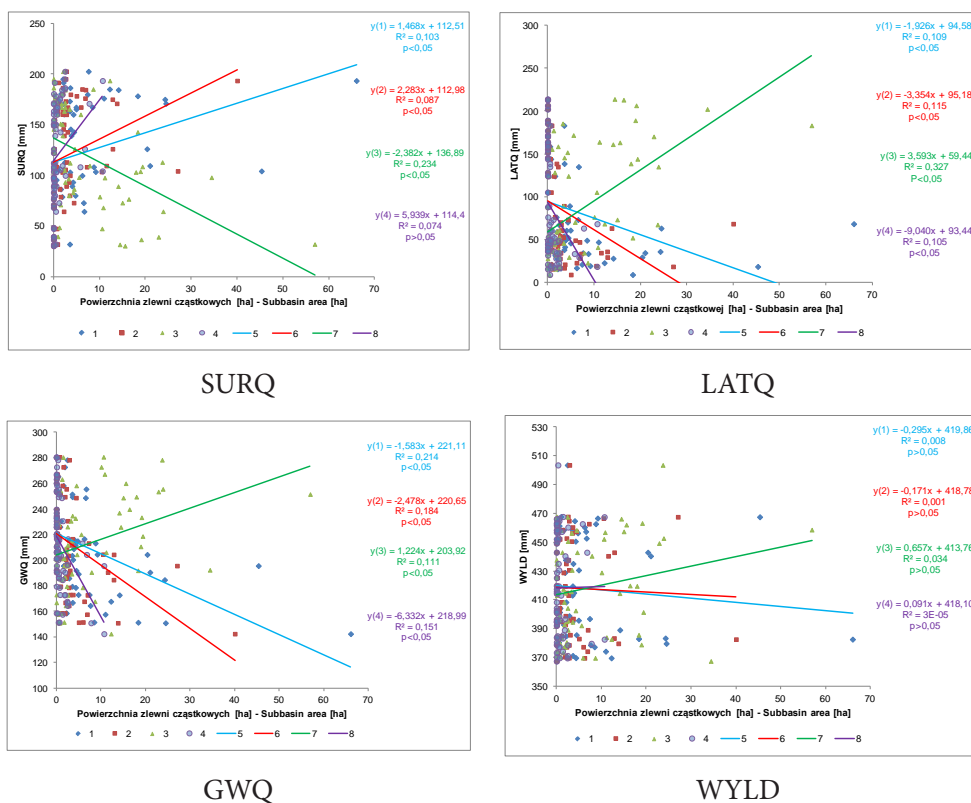 250
200
150
100
50
0
SURQ [mm]
0 10 20 30 40 50 60 70
Powierzchnia zlewni cząstkowych [ha] - Subbasin area [ha]
1 2 3 4 5 6 7 8
y(1) = 1,468x + 112,51
R² = 0,103
p<0,05
y(2) = 2,283x + 112,98
R² = 0,087
p<0,05
y(3) = -2,382x + 136,89
R² = 0,234
p<0,05
y(4) = 5,939x + 114,4
R² = 0,074
p>0,05
SURQ
300
250
200
150
100
50
0
LATQ [mm]
0 10 20 30 40 50 60 70
Powierzchnia zlewni cząstkowej [ha] - Subbasin area [ha]
1 2 3 4 5 6 7 8
y(1) = -1,926x + 94,58
R² = 0,109
p<0,05
y(2) = -3,354x + 95,18
R² = 0,115
p<0,05
y(3) = 3,593x + 59,44
R² = 0,327
P<0,05
y(4) = -9,040x + 93,44
R² = 0,105
p<0,05
LATQ
300
280
260
240
220
200
180
160
140
120
100
GWQ [mm]
0 10 20 30 40 50 60 70
Powierzchnia zlewni cząstkowych [ha] - Subbasin area [ha]
1 2 3 4 5 6 7 8
y(1) = -1,583x + 221,11
R² = 0,214
p<0,05
y(2) = -2,478x + 220,65
R² = 0,184
p<0,05
y(3) = 1,224x + 203,92
R² = 0,111
p<0,05
y(4) = -6,332x + 218,99
R² = 0,151
p<0,05
GWQ
530
510
490
470
450
430
410
390
370
350
WYLD [mm]
0 10 20 30 40 50 60 70
Powierzchnia zlewni cząstkowych [ha] - Subbasin area [ha]
1 2 3 4 5 6 7 8
y(1) = -0,295x + 419,86
R² = 0,008
p>0,05
y(2) = -0,171x + 418,78
R² = 0,001
p>0,05
y(3) = 0,657x + 413,76
R² = 0,034
p>0,05
y(4) = 0,091x + 418,10
R² = 3E-05
p>0,05
WYLD